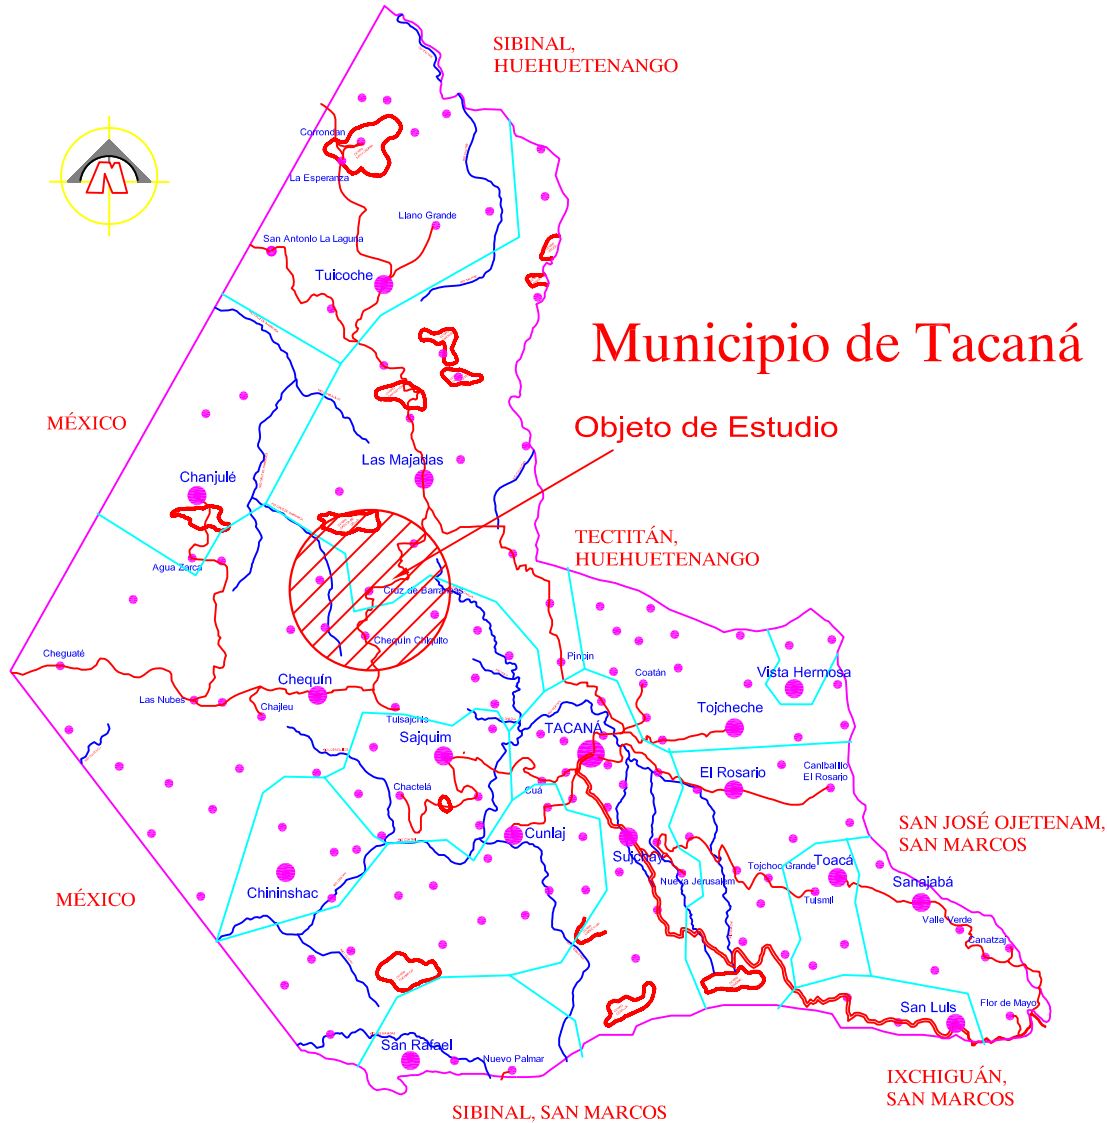 SIBINAL,
HUEHUETENANGO
Corrondan
La Esperanza
Llano Grande
San Antonlo La Laguna
Tuicoche
Municipio de Tacaná
MÉXICO
Objeto de Estudio
Las Majadas
Chanjulé
TECTITÁN,
HUEHUETENANGO
Agua Zarca
Cruz de Barrancas
Chequín Chiquito
Cheguaté
Pinpin
Coatán
Vista Hermosa
Chequín
Las Nubes
Chajleu
Tuisajchis
Tojcheche
Sajquim
TACANÁ
Canibalillo
El Rosario
El Rosario
Chactelá
Cuá
Cunlaj
Sujchay
SAN JOSÉ OJETENAM,
SAN MARCOS
Tojchoc Grande
Toacá
Chininshac
Nueva Jerusalem
Sanajabá
Tuismil
MÉXICO
Valle Verde
Canatzaj
San Luis
Flor de Mayo
San Rafael
Nuevo Palmar
IXCHIGUÁN,
SAN MARCOS
SIBINAL, SAN MARCOS